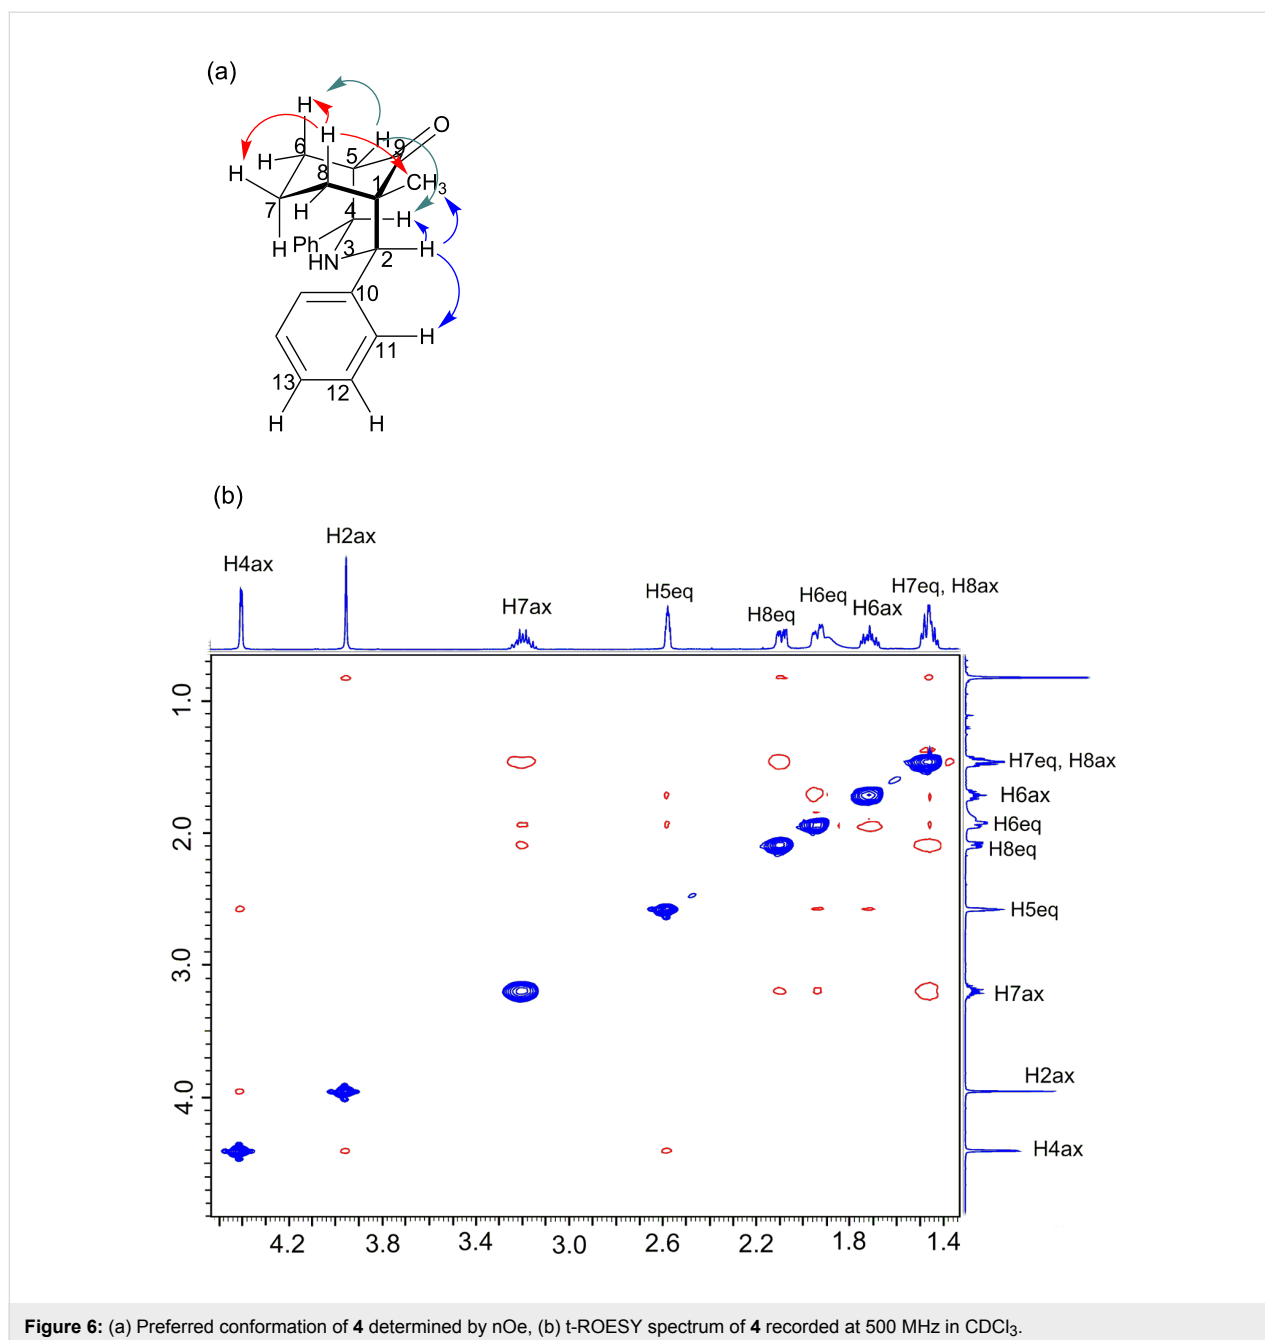 (a)
H
H
H
O
6
5
9
H
H
8
CH3
1
7
H
4
H
H
Ph
3
H
HN
2
10
H
11
13
12
H
H
(b)
H2ax
H4ax
H7eq, H8ax
H6eq
H5eq
H6ax
H7ax
H8eq
1.0
H7eq, H8ax
H6ax
2.0
H6eq
H8eq
H5eq
3.0
H7ax
H2ax
4.0
H4ax
4.2 3.8 3.4 3.0 2.6 2.2 1.8 1.4
Figure 6: (a) Preferred conformation of 4 determined by nOe, (b) t-ROESY spectrum of 4 recorded at 500 MHz in CDCl3.